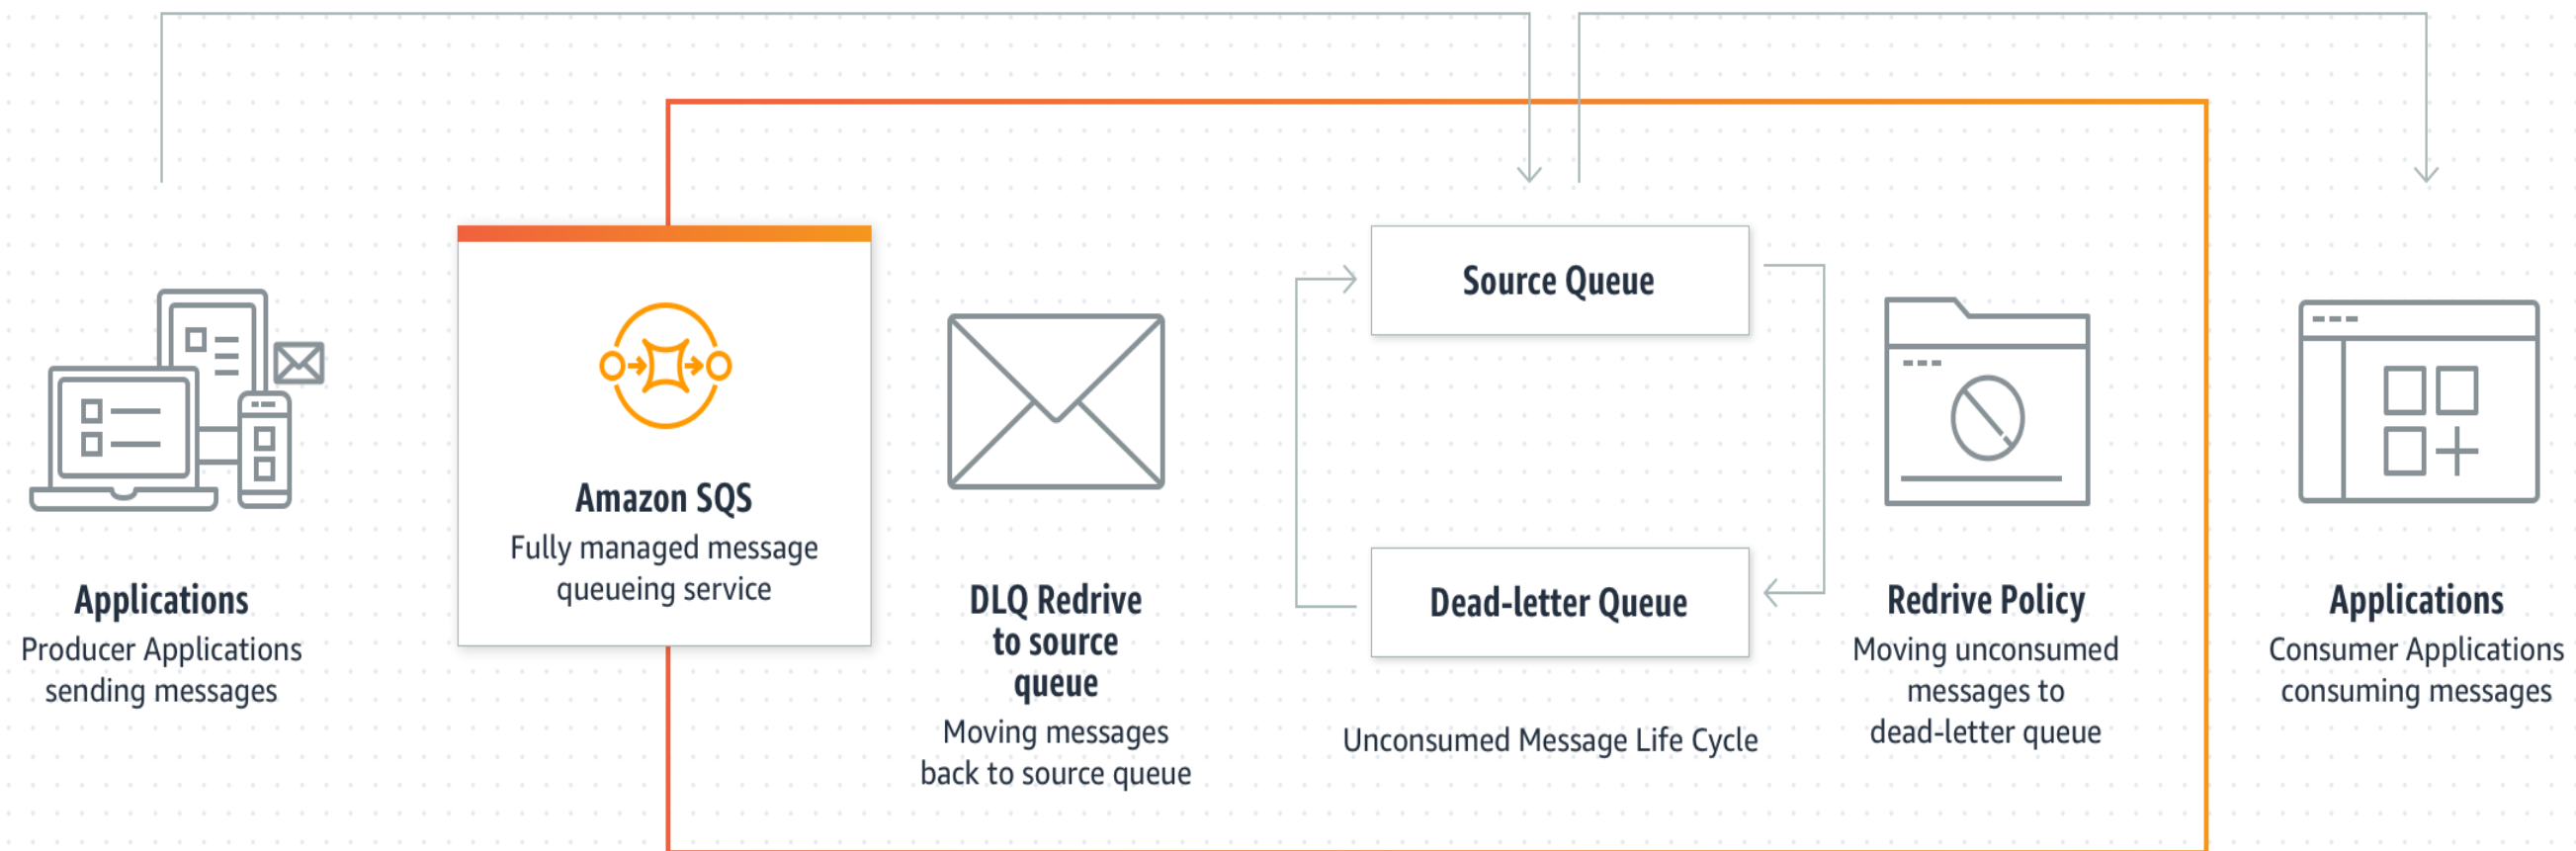 Applications
Producer Applications
sending messages
Amazon SQS
Fully managed message
queueing service
DLQ Redrive
to source
queue
Moving messages
back to source queue
Source Queue
Dead-letter Queue
Unconsumed Message Life Cycle
Redrive Policy
Moving unconsumed
messages to
dead-letter queue
Applications
Consumer Applications
consuming messages